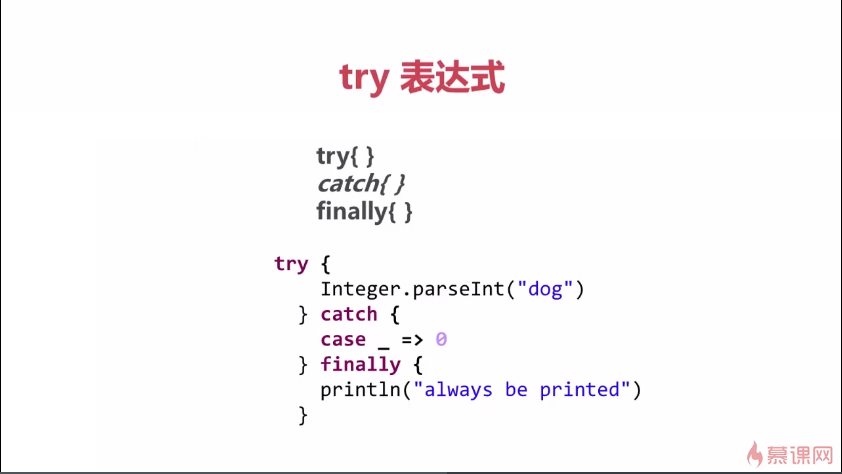 try 表达式
try{ }
catch{ }
finally{ }
try {
Integer.parseInt("dog")
} catch {
case _ => 0
} finally {
println("always be printed")
}
慕课网